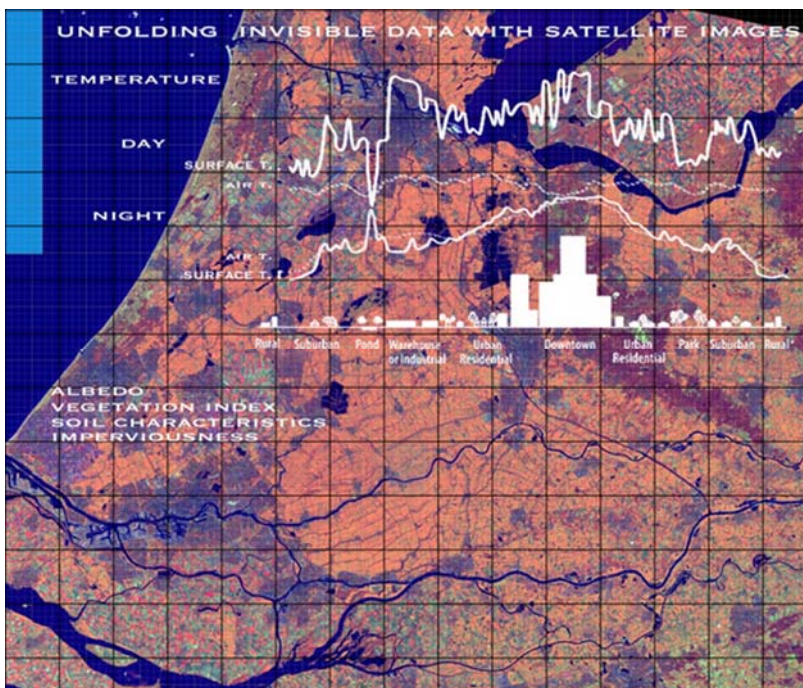 UNFOLDING INVISIBLE DATA WITH SATELLITE IMAGES
TEMPERATURE
DAY
SURFACE T..
AIR T.
NIGHT
AIR T.
SURFACE T.
Rural
Suburban
Pond
Warehouse
or Industrial
Urban
Residential
Downtown
Urban
Residential
Park
Suburban
Rural
ALBEDO
VEGETATION INDEX
SOIL CHARACTERISTICS
IMPERVIOUSNESS